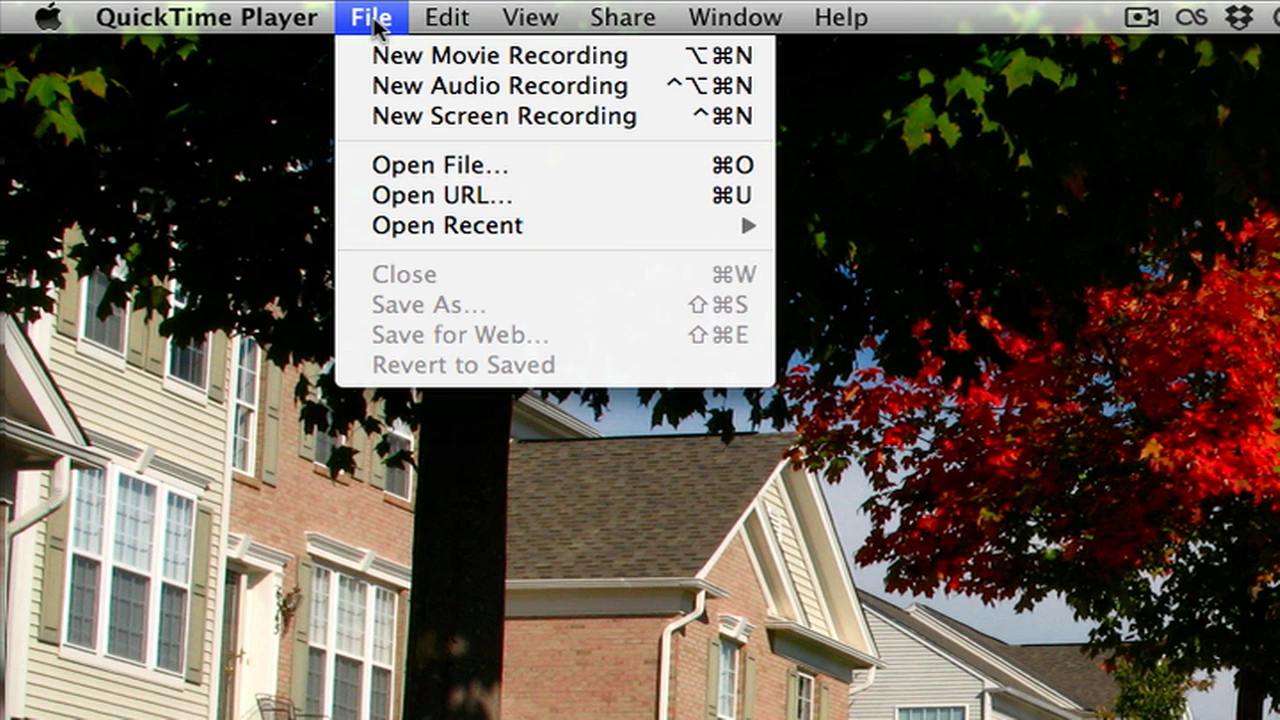 QuickTime Player File Edit View Share Window Help
New Movie Recording ⌥⌘N
New Audio Recording ^⌥⌘N
New Screen Recording ^⌘N
Open File... ⌘O
Open URL... ⌘U
Open Recent ▶
Close ⌘W
Save As... ⇧⌘S
Save for Web... ⇧⌘E
Revert to Saved